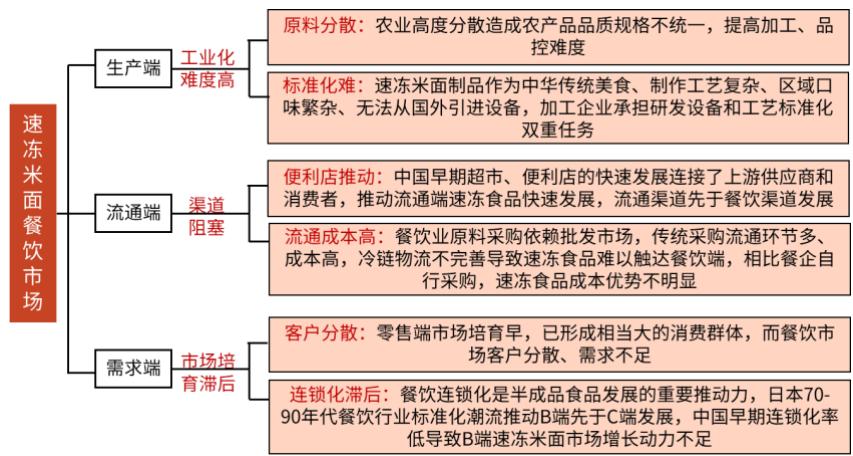 速冻米面餐饮市场
生产端
工业化
难度高
原料分散：农业高度分散造成农产品品质规格不统一，提高加工、品
控难度
标准化难：速冻米面制品作为中华传统美食、制作工艺复杂、区域口
味繁杂、无法从国外引进设备，加工企业承担研发设备和工艺标准化
双重任务
流通端
渠道
阻塞
便利店推动：中国早期超市、便利店的快速发展连接了上游供应商和
消费者，推动流通端速冻食品快速发展，流通渠道先于餐饮渠道发展
流通成本高：餐饮业原料采购依赖批发市场，传统采购流通环节多、
成本高，冷链物流不完善导致速冻食品难以触达餐饮端，相比餐企自
行采购，速冻食品成本优势不明显
需求端
市场培
育滞后
客户分散：零售端市场培育早，已形成相当大的消费群体，而餐饮市
场客户分散、需求不足
连锁化滞后：餐饮连锁化是半成品食品发展的重要推动力，日本70-
90年代餐饮行业标准化潮流推动B端先于C端发展，中国早期连锁化率
低导致B端速冻米面市场增长动力不足